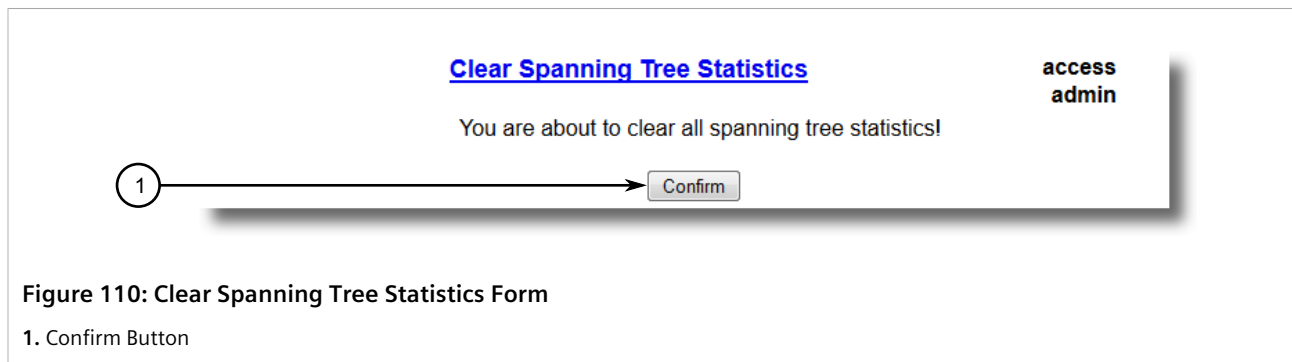 Clear Spanning Tree Statistics
access
admin
You are about to clear all spanning tree statistics!
1
Confirm
Figure 110: Clear Spanning Tree Statistics Form
1. Confirm Button